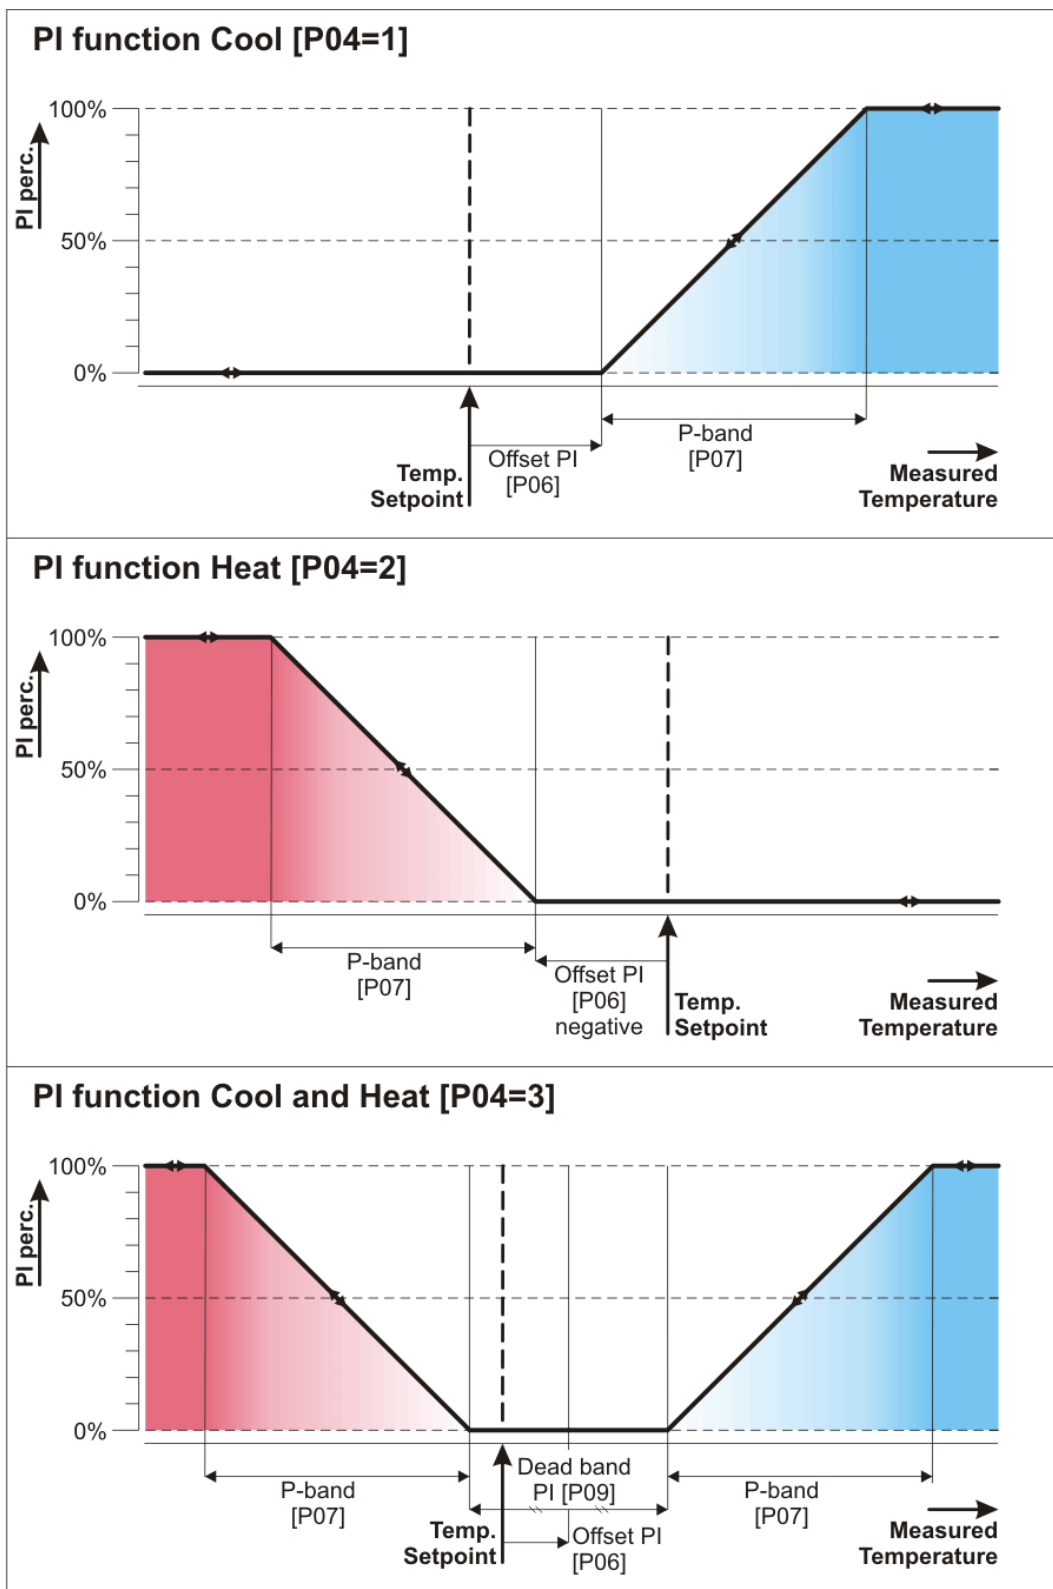 PI function Cool [P04=1]
100%
50%
0%
PI perc.
Temp.
Setpoint
Offset PI
[P06]
P-band
[P07]
Measured
Temperature
PI function Heat [P04=2]
100%
50%
0%
PI perc.
P-band
[P07]
Offset PI
[P06]
negative
Temp.
Setpoint
Measured
Temperature
PI function Cool and Heat [P04=3]
100%
50%
0%
PI perc.
P-band
[P07]
Temp.
Setpoint
Dead band
PI [P09]
Offset PI
[P06]
P-band
[P07]
Measured
Temperature